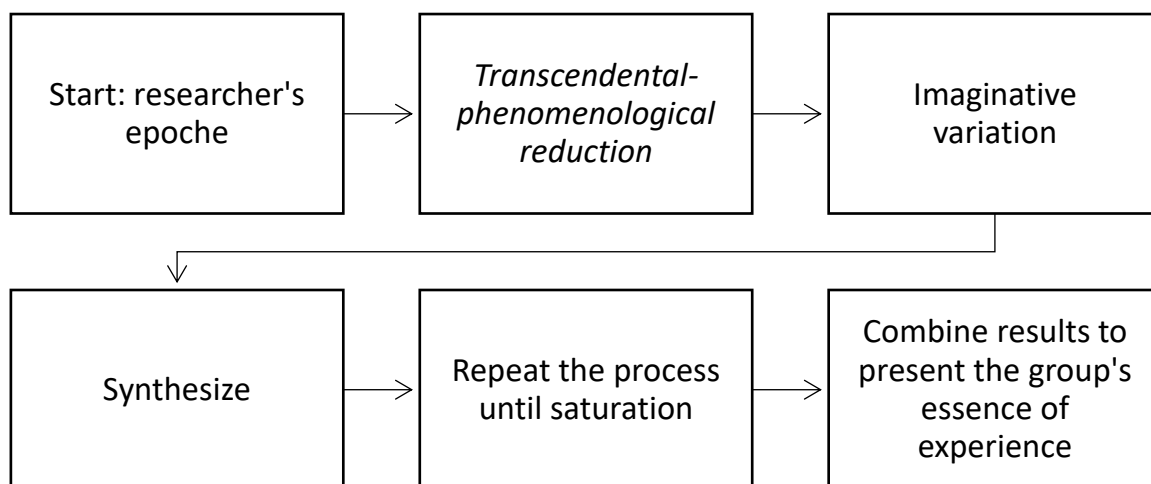 Start: researcher's
epoche
Transcendental-
phenomenological
reduction
Imaginative
variation
Synthesize
Repeat the process
until saturation
Combine results to
present the group's
essence of
experience